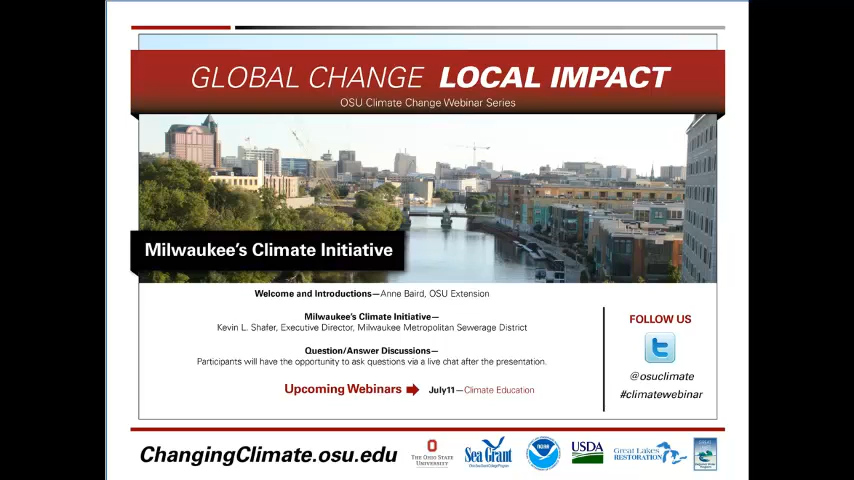 GLOBAL CHANGE LOCAL IMPACT
OSU Climate Change Webinar Series
Milwaukee's Climate Initiative
Welcome and Introductions—Anne Baird, OSU Extension
Milwaukee's Climate Initiative—
Kevin L. Shafer, Executive Director, Milwaukee Metropolitan Sewerage District
Question/Answer Discussions—
Participants will have the opportunity to ask questions via a live chat after the presentation.
Upcoming Webinars July11—Climate Education
FOLLOW US
@osuclimate
#climatewebinar
ChangingClimate.osu.edu
THE OHIO STATE
UNIVERSITY
Sea Grant
NOAA
USDA
Great Lakes
RESTORATION